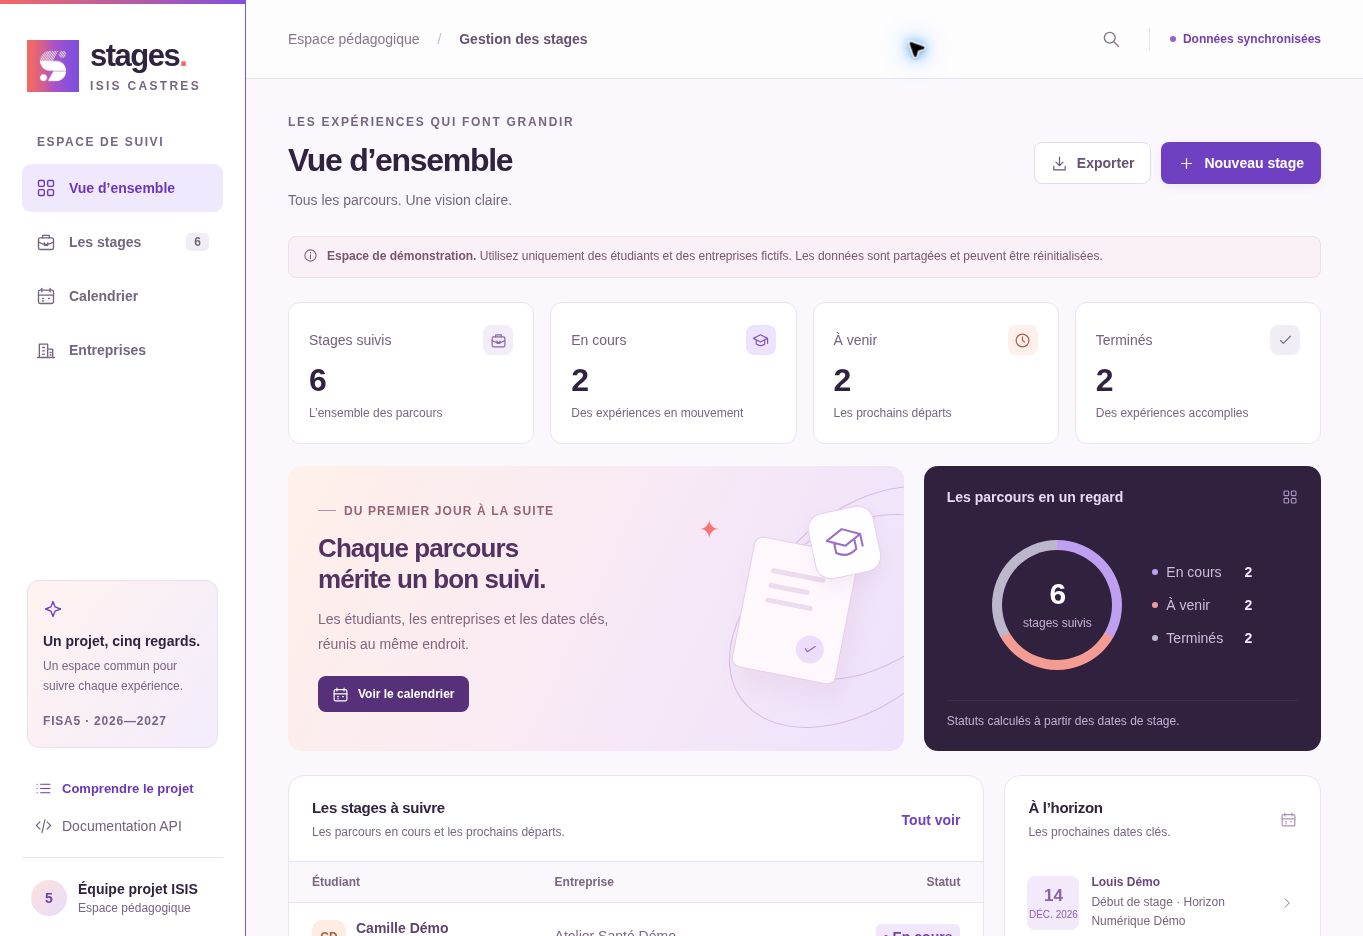 stages.
ISIS CASTRES
ESPACE DE SUIVI
Vue d’ensemble
Les stages 6
Calendrier
Entreprises
Un projet, cinq regards.
Un espace commun pour
suivre chaque expérience.
FISA5 · 2026—2027
Comprendre le projet
Documentation API
5 Équipe projet ISIS
Espace pédagogique
Espace pédagogique / Gestion des stages
Données synchronisées
LES EXPÉRIENCES QUI FONT GRANDIR
Vue d’ensemble
Tous les parcours. Une vision claire.
Exporter
Nouveau stage
Espace de démonstration. Utilisez uniquement des étudiants et des entreprises fictifs. Les données sont partagées et peuvent être réinitialisées.
Stages suivis
6
L’ensemble des parcours
En cours
2
Des expériences en mouvement
À venir
2
Les prochains départs
Terminés
2
Des expériences accomplies
DU PREMIER JOUR À LA SUITE
Chaque parcours
mérite un bon suivi.
Les étudiants, les entreprises et les dates clés,
réunis au même endroit.
Voir le calendrier
Les parcours en un regard
6
stages suivis
En cours 2
À venir 2
Terminés 2
Statuts calculés à partir des dates de stage.
Les stages à suivre
Les parcours en cours et les prochains départs.
Tout voir
Étudiant Entreprise Statut
CD Camille Démo Atelier Santé Démo En cours
À l’horizon
Les prochaines dates clés.
14
DÉC. 2026
Louis Démo
Début de stage · Horizon
Numérique Démo